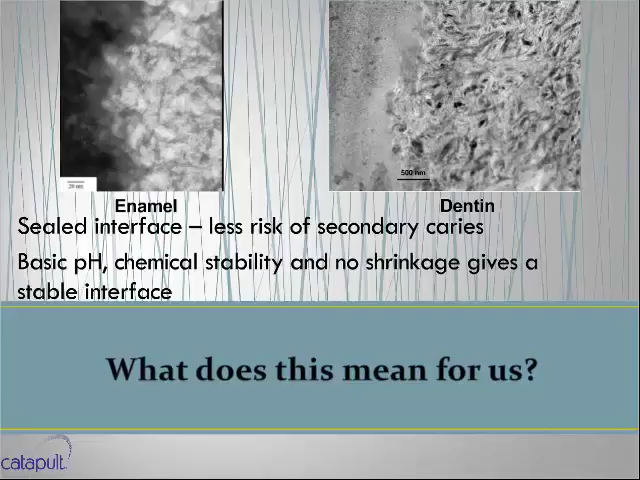 20 nm
500 nm
Enamel
Dentin
Sealed interface – less risk of secondary caries
Basic pH, chemical stability and no shrinkage gives a
stable interface
What does this mean for us?
catapult